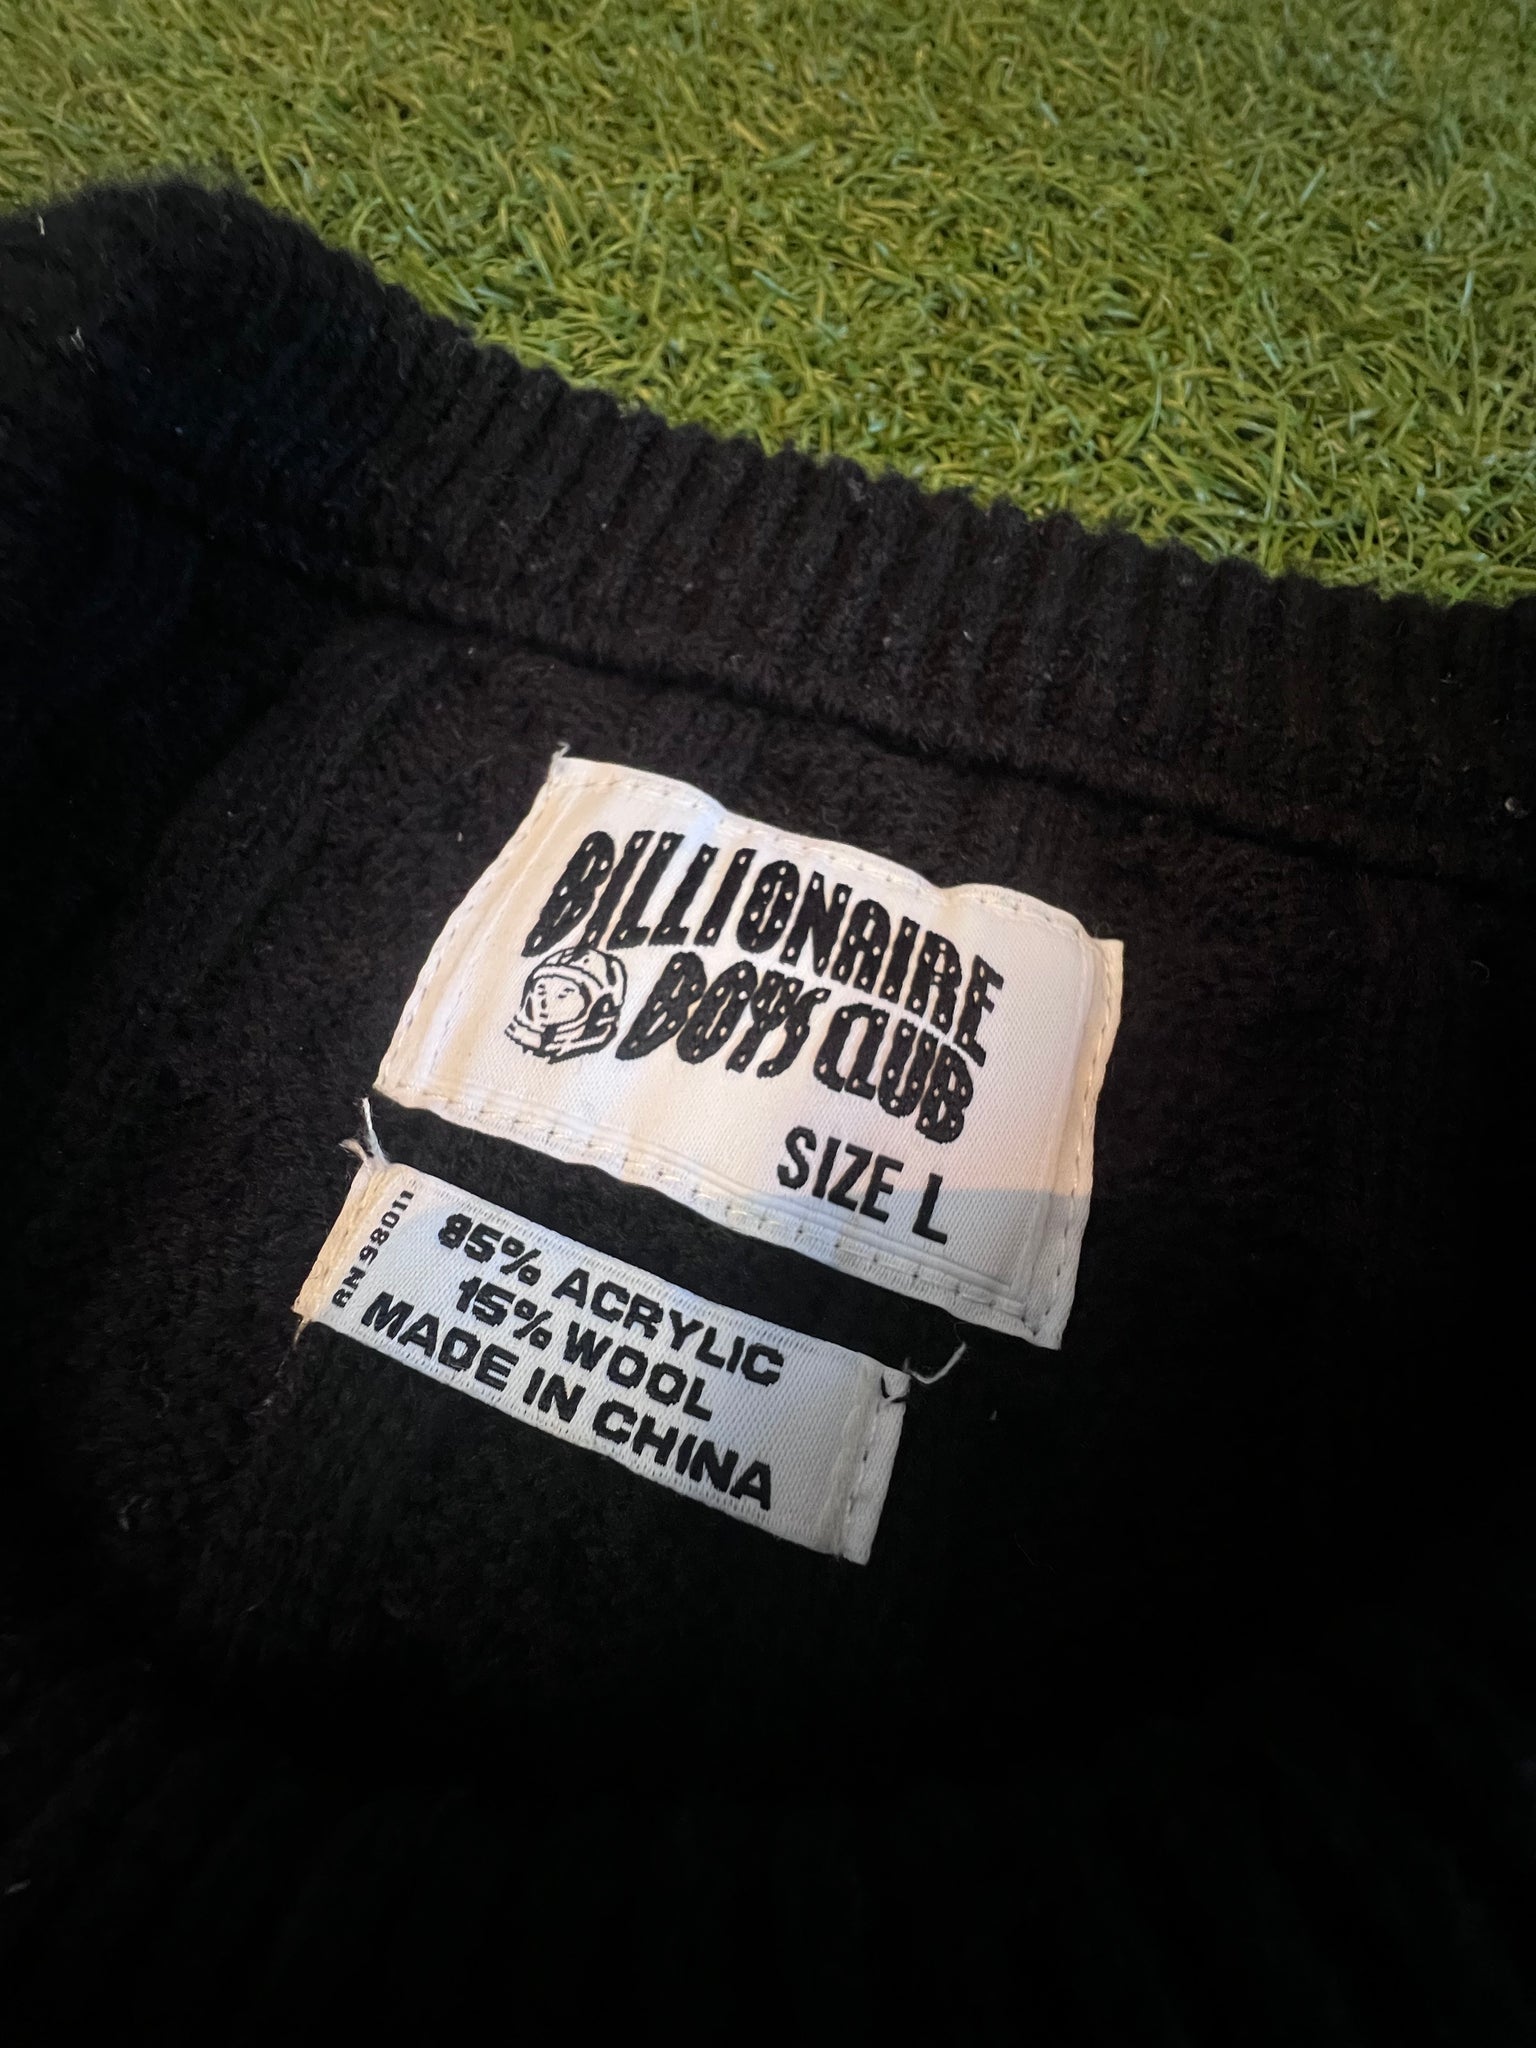 BILLIONAIRE
BOYS CLUB
SIZE L
RN 98011
85% ACRYLIC
15% WOOL
MADE IN CHINA